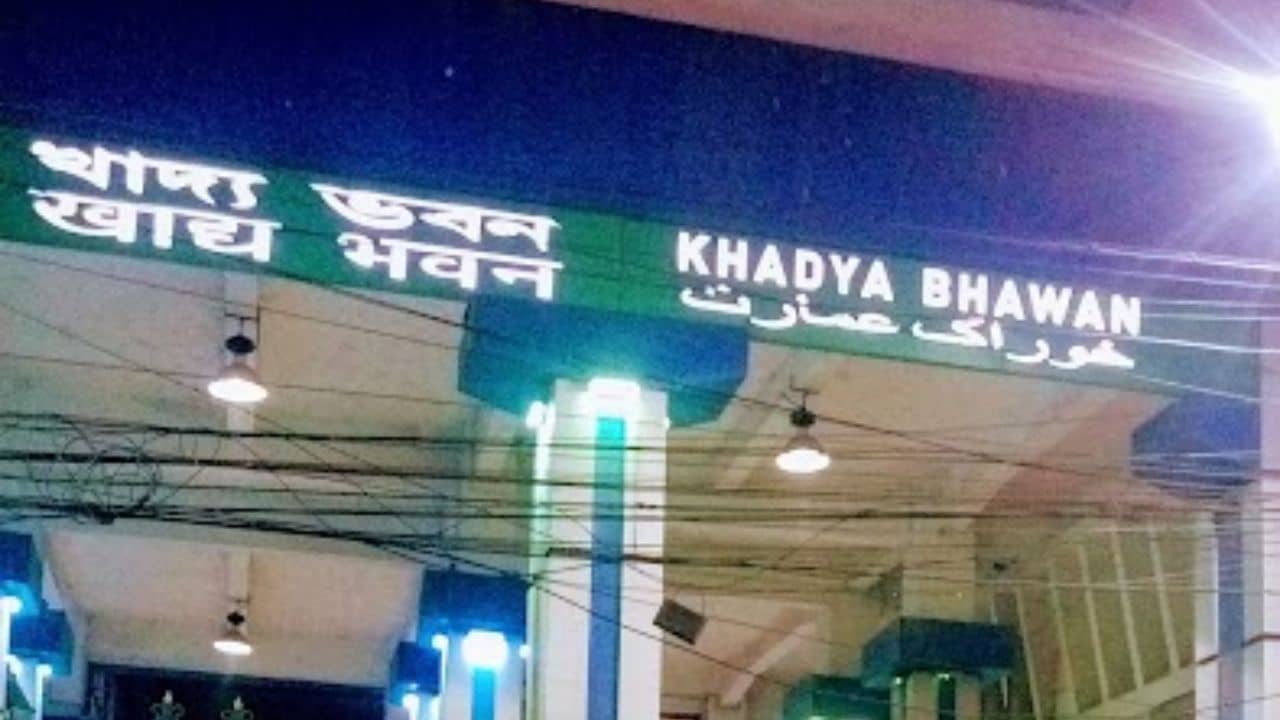 খাদ্য ভবন
खाद्य भवन
KHADYA BHAWAN
خوراک عمارت